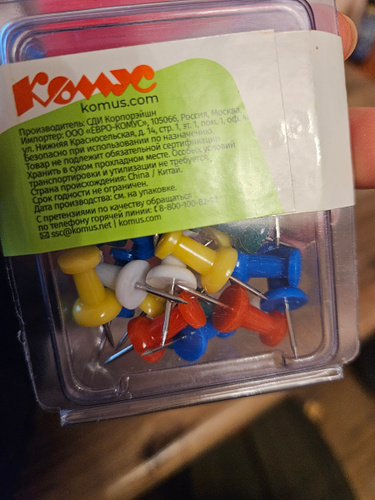 Комус
komus.com
Производитель: СДИ Корпорэйшн
Импортер: ООО «ЕВРО-КОМУС», 105066, Россия, Москва,
ул. Нижняя Красносельская, д. 14, стр. 1, эт. 1, пом. 1, оф.
Безопасно при использовании по назначению.
Товар не подлежит обязательной сертификации.
Хранить в сухом прохладном месте. Особых условий
транспортировки и утилизации не требуется.
Страна происхождения: China / Китай.
Срок годности не ограничен.
Дата производства: см. на упаковке.
С претензиями по качеству обращаться
по телефону горячей линии: 8-800-100-82-
ssc@komus.net | komus.com